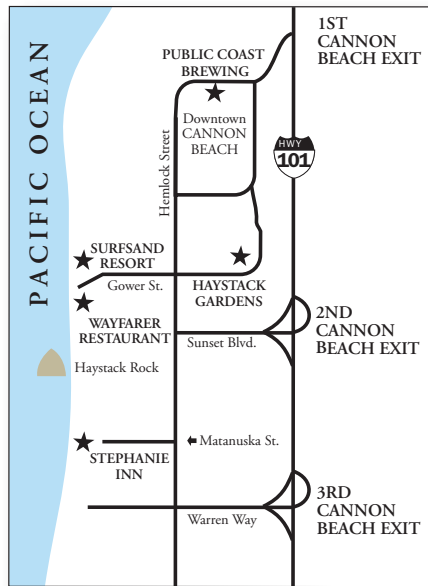 1ST
CANNON
BEACH EXIT
PUBLIC COAST
BREWING
Downtown
CANNON
BEACH
Hemlock Street
PACIFIC OCEAN
HWY
101
SURFSAND
RESORT
Gower St.
HAYSTACK
GARDENS
WAYFARER
RESTAURANT
2ND
CANNON
BEACH EXIT
Sunset Blvd.
Haystack Rock
Matanuska St.
STEPHANIE
INN
3RD
CANNON
BEACH EXIT
Warren Way